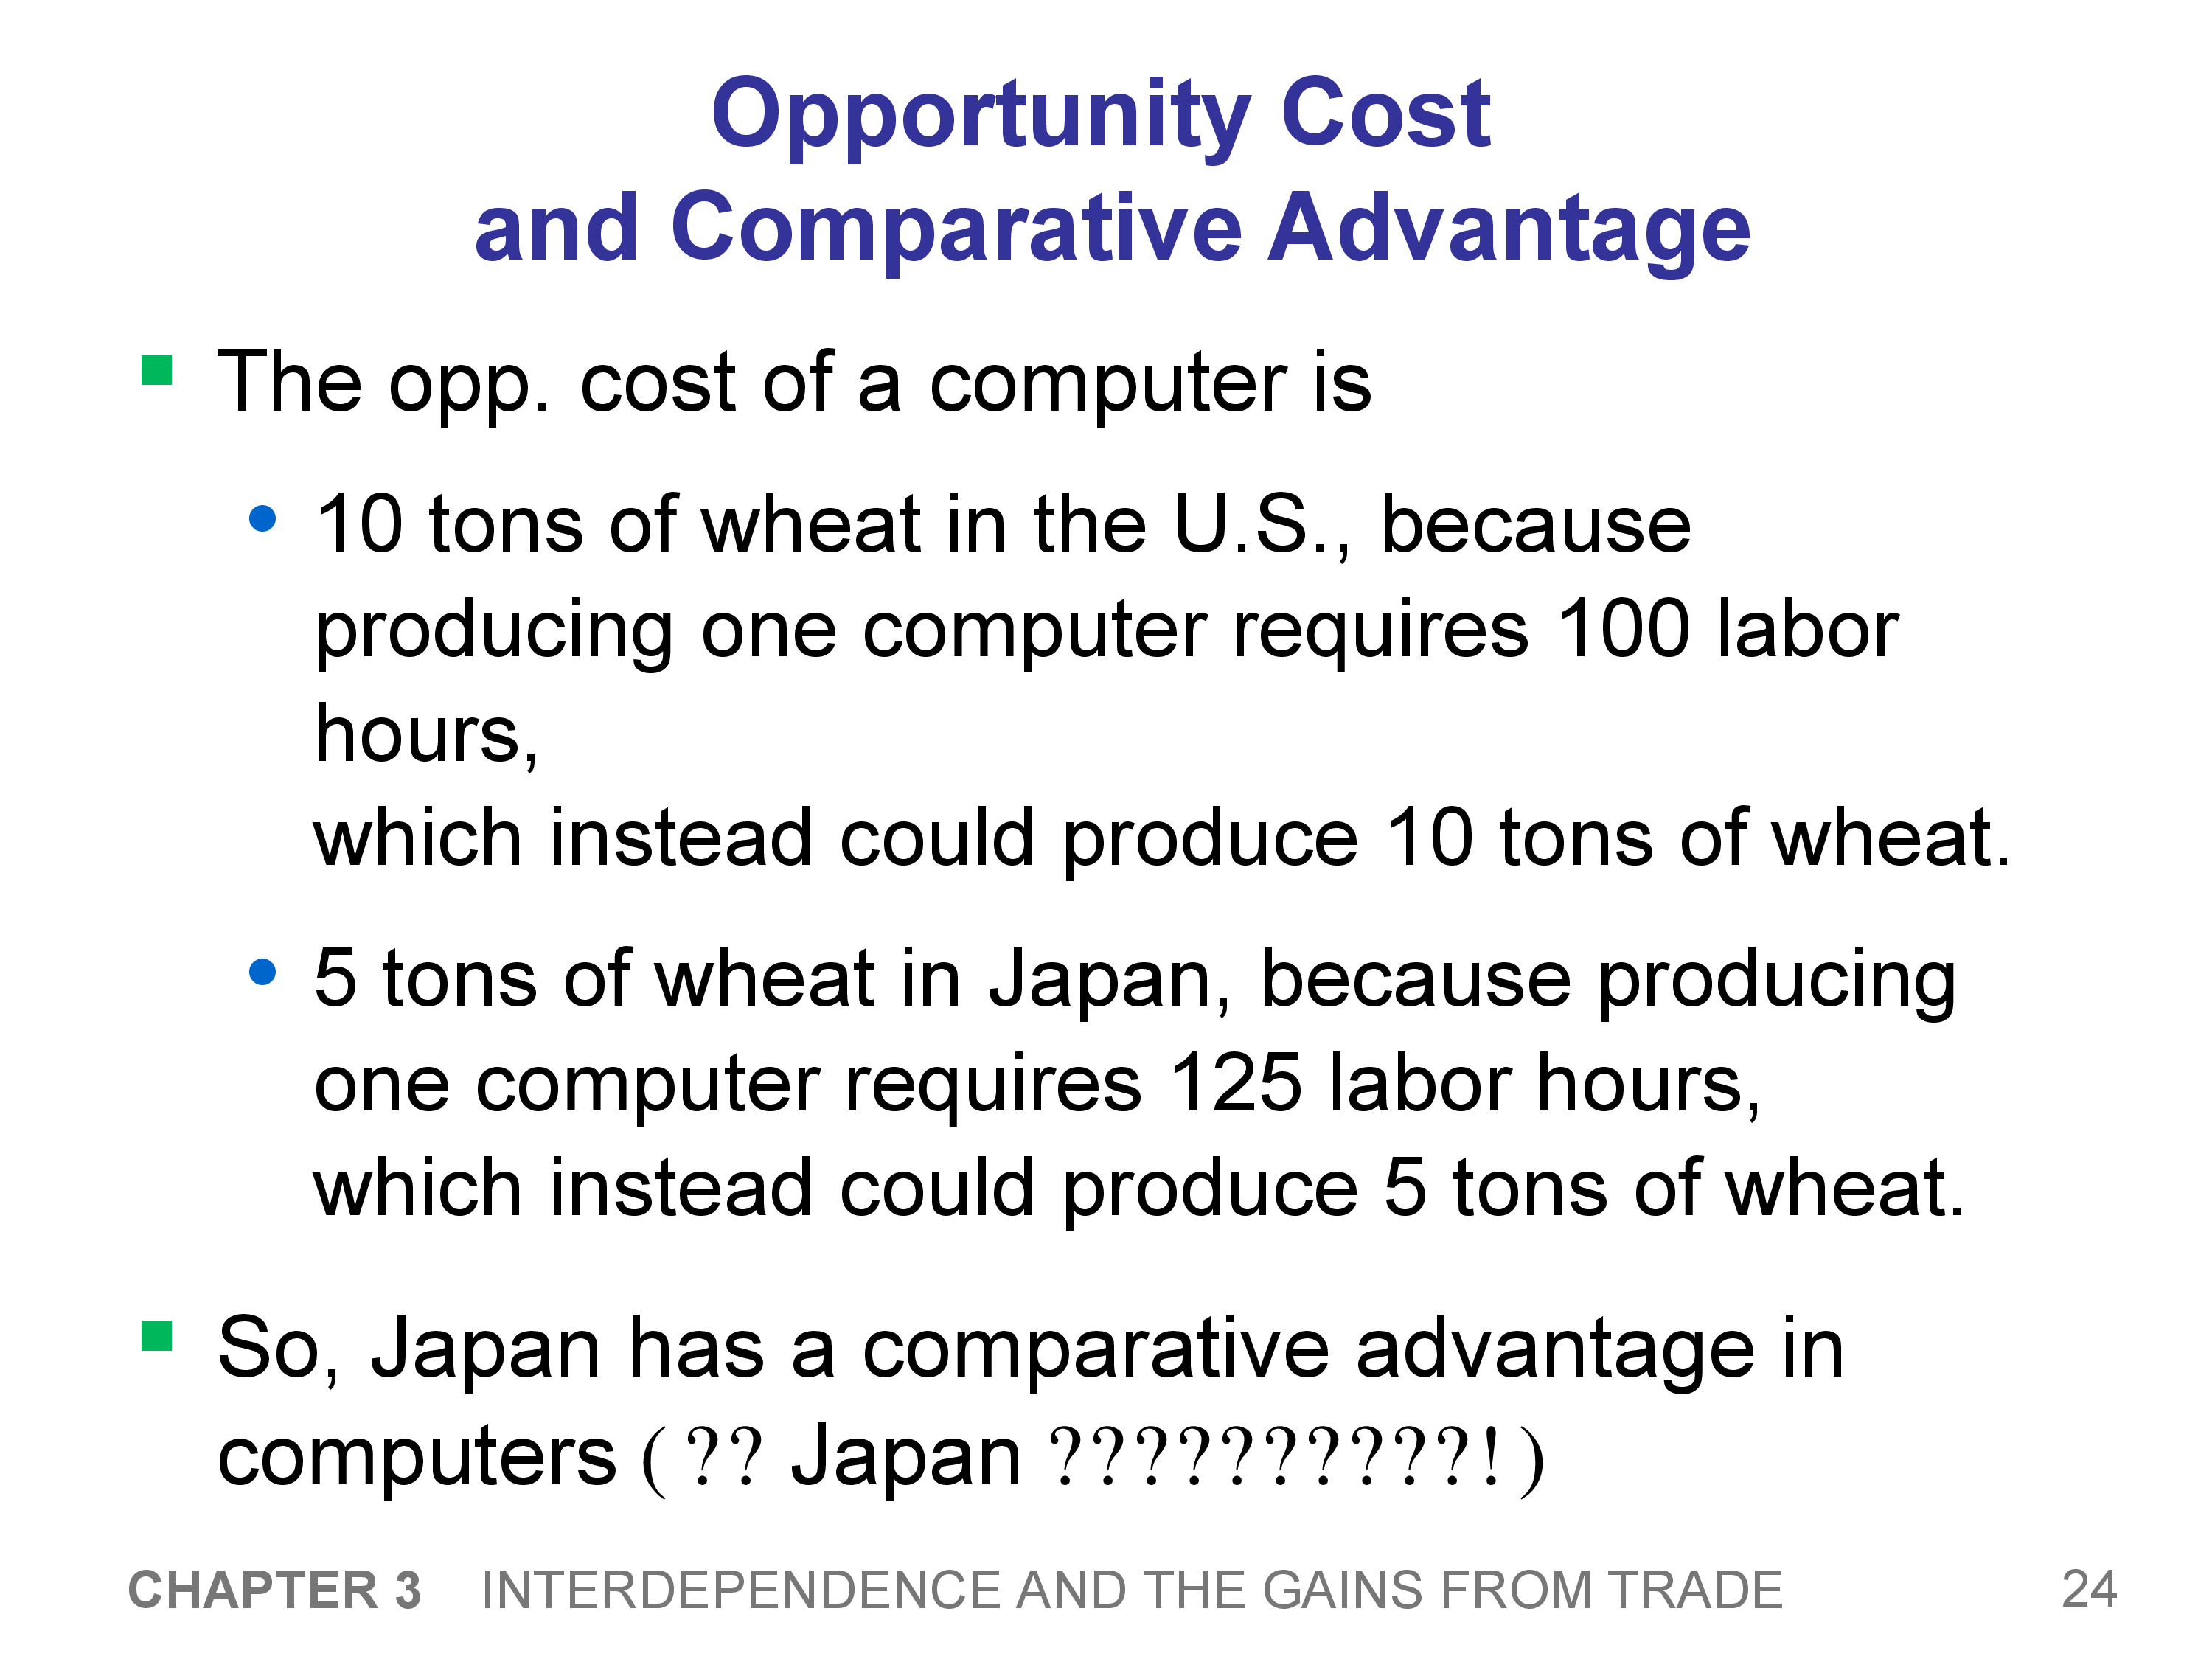 Opportunity Cost
and Comparative Advantage
The opp. cost of a computer is
10 tons of wheat in the U.S., because
producing one computer requires 100 labor
hours,
which instead could produce 10 tons of wheat.
5 tons of wheat in Japan, because producing
one computer requires 125 labor hours,
which instead could produce 5 tons of wheat.
So, Japan has a comparative advantage in
computers ( ?? Japan ??????????!)
CHAPTER 3 INTERDEPENDENCE AND THE GAINS FROM TRADE 24